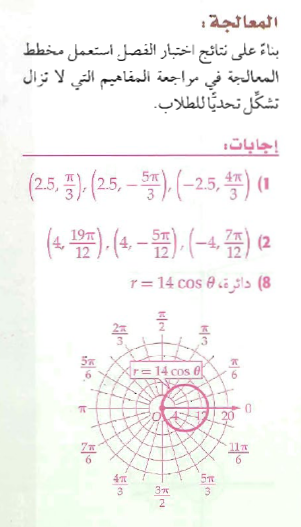 المعالجة:
بناءً على نتائج اختبار الفصل استعمل مخطط
المعالجة في مراجعة المفاهيم التي لا تزال
تشكِّل تحديًّا للطلاب.
إجابات:
(1 (2.5, π/3), (2.5, −5π/3), (−2.5, 4π/3)
(2 (4, 19π/12), (4, −5π/12), (−4, 7π/12)
(8 دائرة، r = 14 cos θ
π/2
2π/3 π/3
5π/6 π/6
r = 14 cos θ
π O 4 12 20 0
7π/6 11π/6
4π/3 5π/3
3π/2